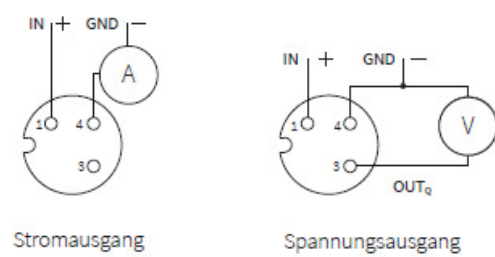 IN + GND −
A
1 4
3
Stromausgang
IN + GND −
1 4 V
3
OUTQ
Spannungsausgang